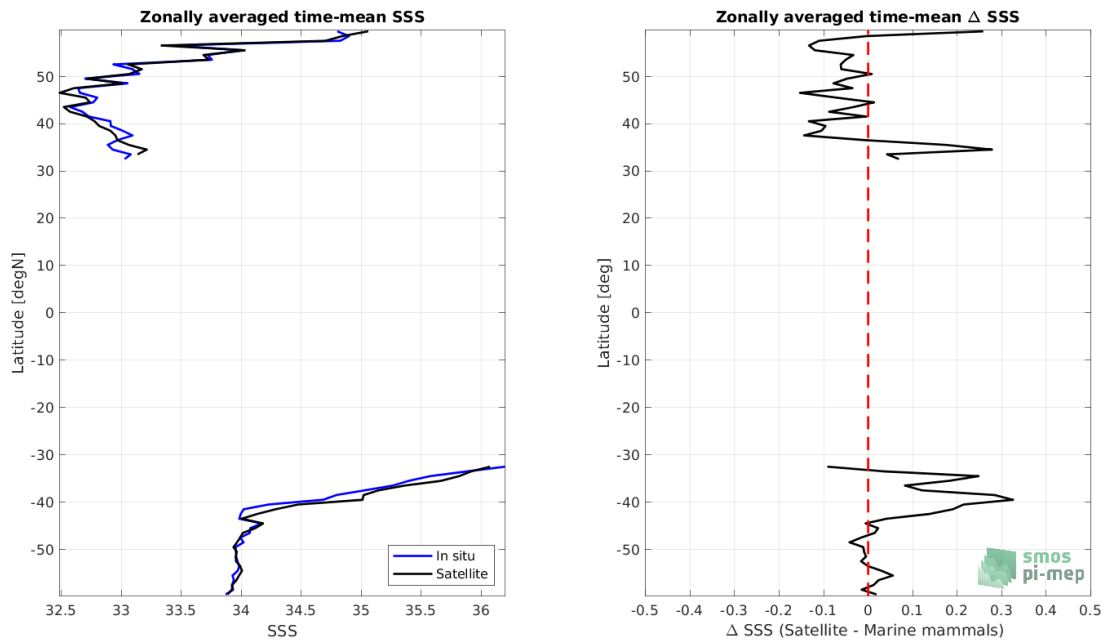 Zonally averaged time-mean SSS
50
40
30
20
10
0
-10
-20
-30
-40
-50
Latitude [degN]
32.5 33 33.5 34 34.5 35 35.5 36
SSS
In situ
Satellite
Zonally averaged time-mean Δ SSS
50
40
30
20
10
0
-10
-20
-30
-40
-50
Latitude [deg]
-0.5 -0.4 -0.3 -0.2 -0.1 0 0.1 0.2 0.3 0.4 0.5
Δ SSS (Satellite - Marine mammals)
smos
pi-mep